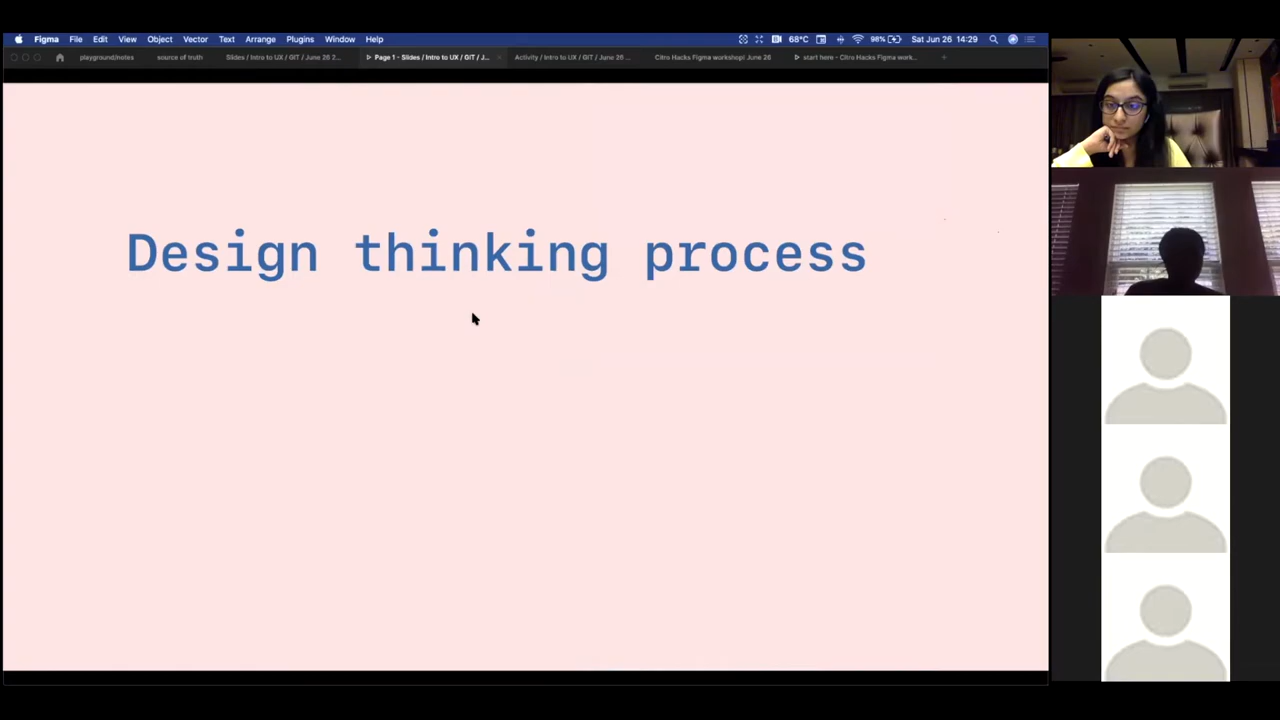 Figma File Edit View Object Vector Text Arrange Plugins Window Help 68°C 98% Sat Jun 26 14:29
playground/notes source of truth Slides / Intro to UX / GIT / June 26 2... Page 1 - Slides / Intro to UX / GIT / J... Activity / Intro to UX / GIT / June 26 ... Citro Hacks Figma workshop! June 26 start here - Citro Hacks Figma work...
Design thinking process